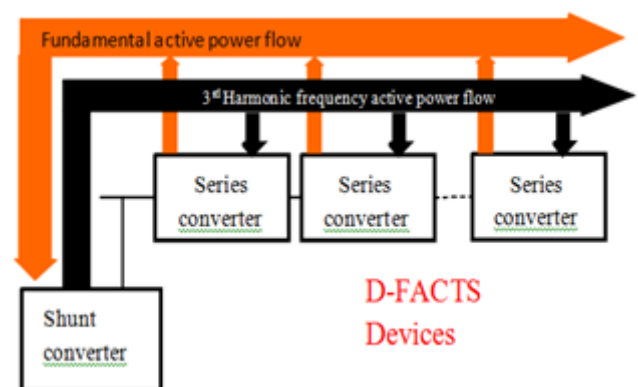 Fundamental active power flow
3rd Harmonic frequency active power flow
Series
converter
Series
converter
Series
converter
Shunt
converter
D-FACTS
Devices